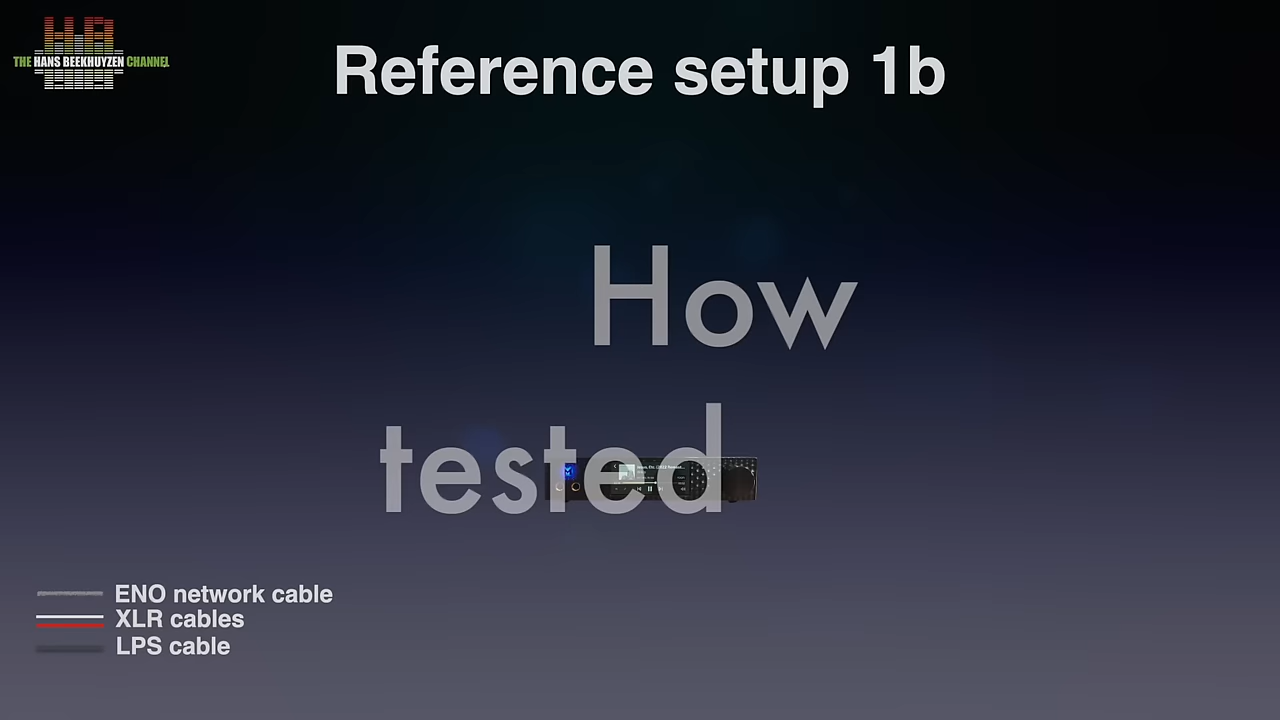 THE HANS BEEKHUYZEN CHANNEL
Reference setup 1b
How
tested
ENO network cable
XLR cables
LPS cable